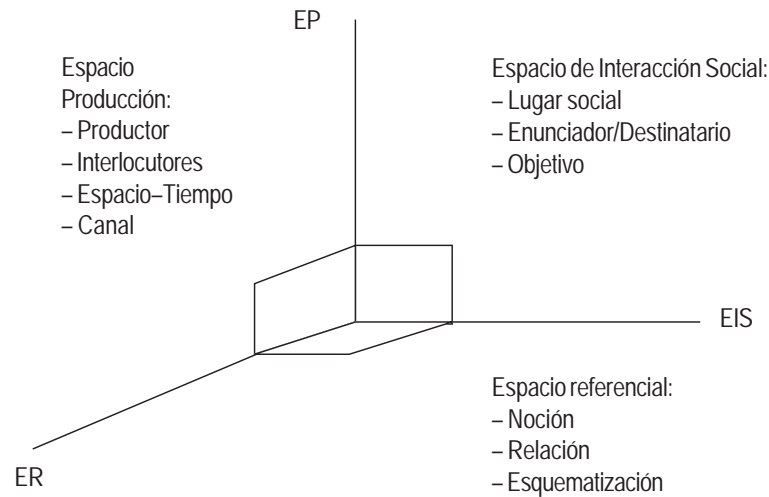 EP
Espacio
Producción:
– Productor
– Interlocutores
– Espacio–Tiempo
– Canal
Espacio de Interacción Social:
– Lugar social
– Enunciador/Destinatario
– Objetivo
EIS
Espacio referencial:
– Noción
– Relación
– Esquematización
ER